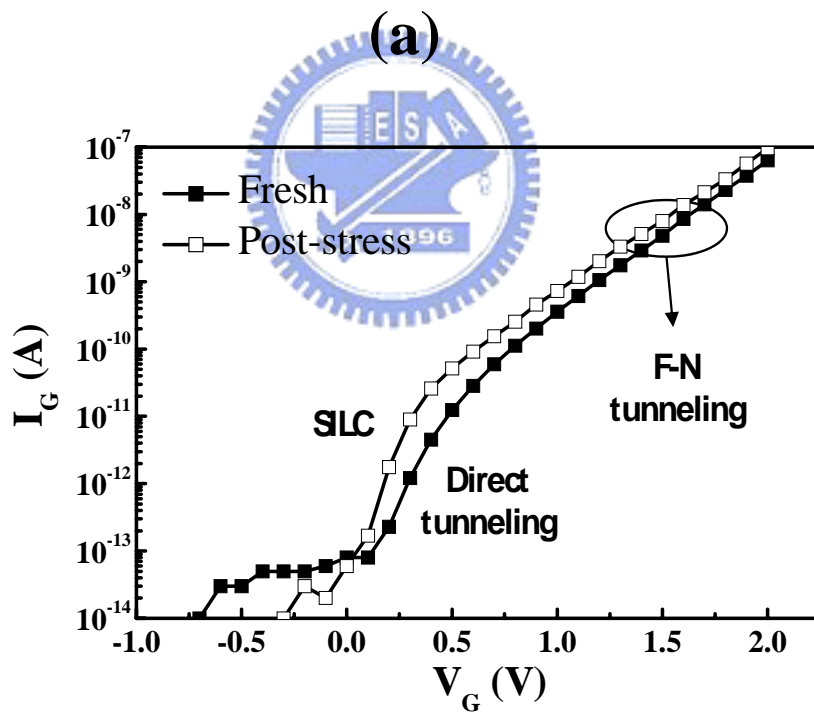 (a)
E S A
1896
Fresh
Post-stress
10⁻⁷
10⁻⁸
10⁻⁹
10⁻¹⁰
10⁻¹¹
10⁻¹²
10⁻¹³
10⁻¹⁴
I_G (A)
SILC
Direct
tunneling
F-N
tunneling
-1.0 -0.5 0.0 0.5 1.0 1.5 2.0
V_G (V)